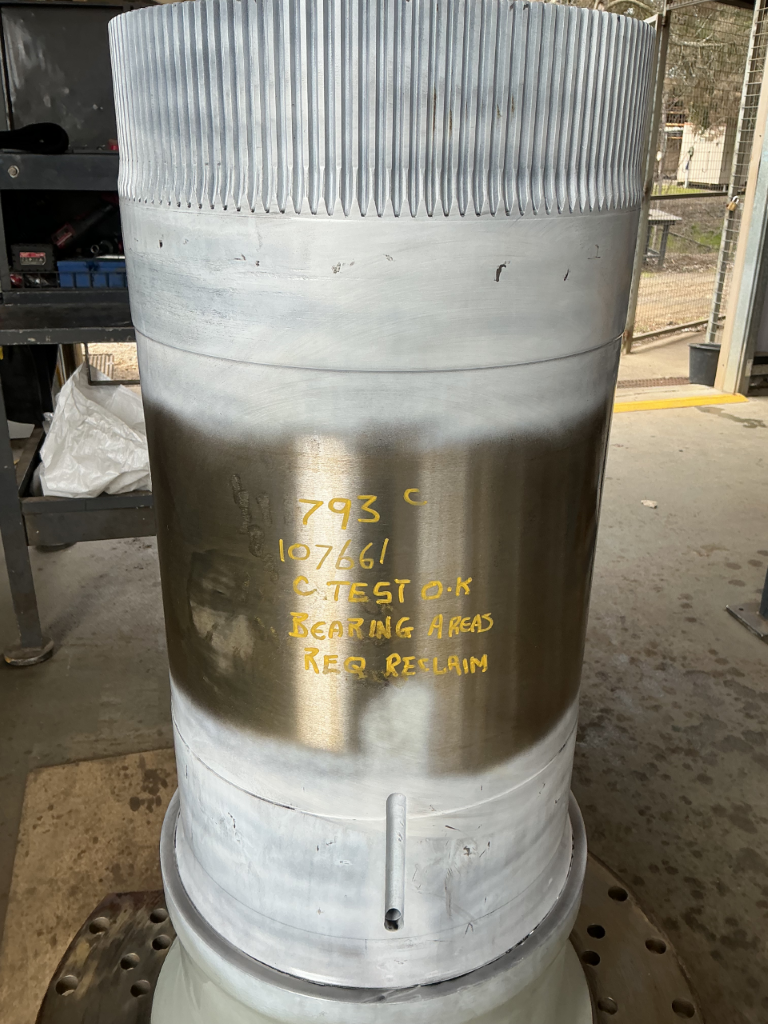 793 C
107661
C.TEST O.K
BEARING AREAS
REQ RECLAIM